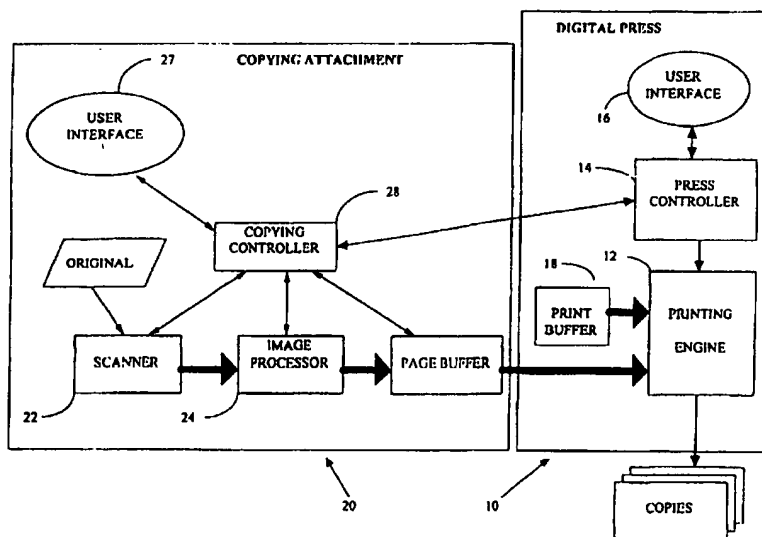 DIGITAL PRESS
27
COPYING ATTACHMENT
USER
INTERFACE
USER
INTERFACE
16
14
28
PRESS
CONTROLLER
COPYING
CONTROLLER
ORIGINAL
18
12
PRINT
BUFFER
PRINTING
ENGINE
SCANNER
IMAGE
PROCESSOR
PAGE BUFFER
22
24
20
10
COPIES